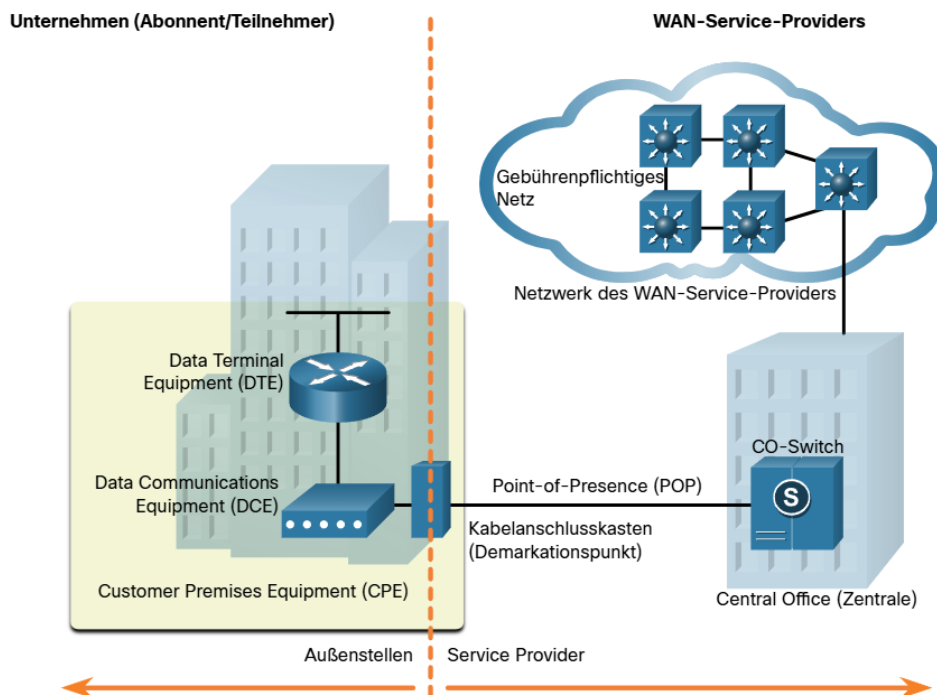 Unternehmen (Abonnent/Teilnehmer)
WAN-Service-Providers
Gebührenpflichtiges
Netz
Netzwerk des WAN-Service-Providers
Data Terminal
Equipment (DTE)
CO-Switch
Data Communications
Equipment (DCE)
Point-of-Presence (POP)
S
Kabelanschlusskasten
(Demarkationspunkt)
Customer Premises Equipment (CPE)
Central Office (Zentrale)
Außenstellen
Service Provider